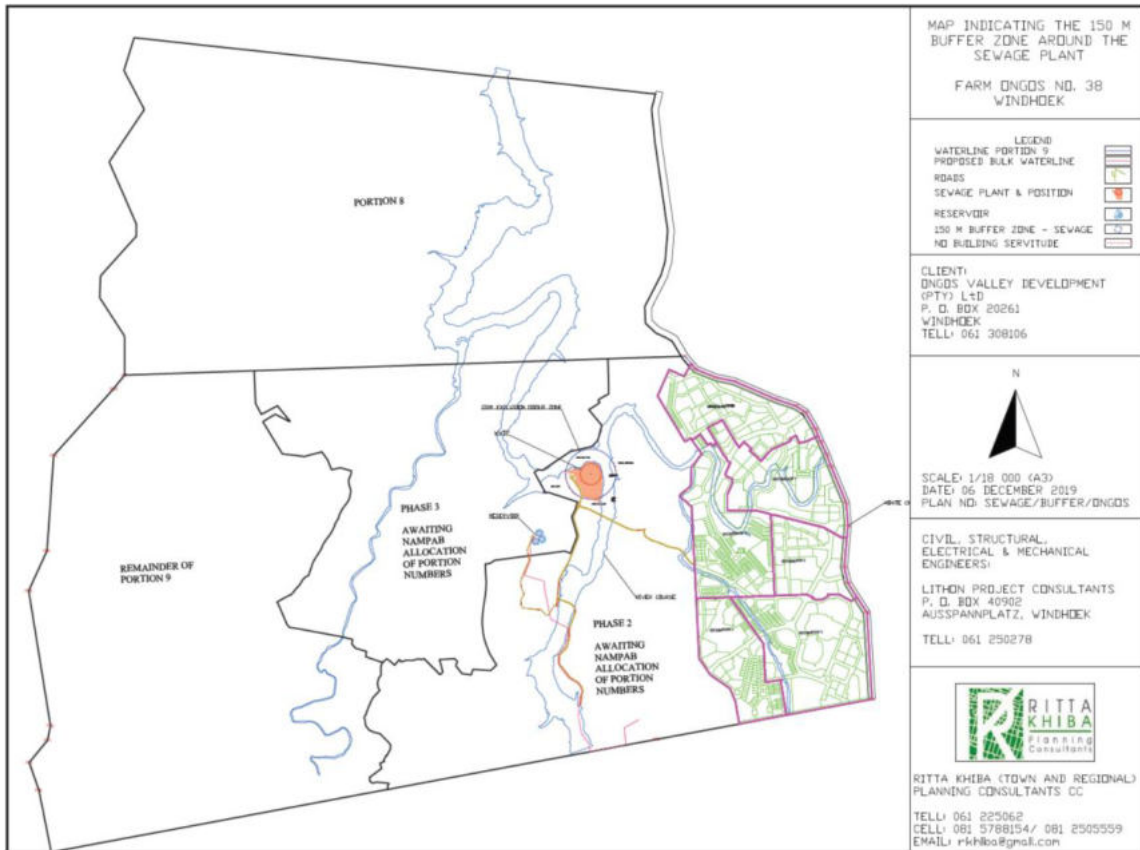 MAP INDICATING THE 150 M
BUFFER ZONE AROUND THE
SEWAGE PLANT
FARM ONGOS NO. 38
WINDHOEK
LEGEND
WATERLINE PORTION 9
PROPOSED BULK WATERLINE
ROADS
SEWAGE PLANT & POSITION
RESERVOIR
150 M BUFFER ZONE - SEWAGE
NO BUILDING SERVITUDE
CLIENT:
ONGOS VALLEY DEVELOPMENT
(PTY) LtD
P. O. BOX 20261
WINDHOEK
TELL: 061 308106
N
SCALE: 1/18 000 (A3)
DATE: 06 DECEMBER 2019
PLAN NO: SEWAGE/BUFFER/ONGOS
CIVIL, STRUCTURAL,
ELECTRICAL & MECHANICAL
ENGINEERS:
LITHON PROJECT CONSULTANTS
P. O. BOX 40902
AUSSPANNPLATZ, WINDHOEK
TELL: 061 250278
RITTA
KHIBA
Planning
Consultants
RITTA KHIBA (TOWN AND REGIONAL)
PLANNING CONSULTANTS CC
TELL: 061 225062
CELL: 081 5788154/ 081 2505559
EMAIL: rkhiba@gmail.com
PORTION 8
REMAINDER OF
PORTION 9
PHASE 3
AWAITING
NAMPAB
ALLOCATION
OF PORTION
NUMBERS
RESERVOIR
RIVER COURSE
PHASE 2
AWAITING
NAMPAB
ALLOCATION
OF PORTION
NUMBERS